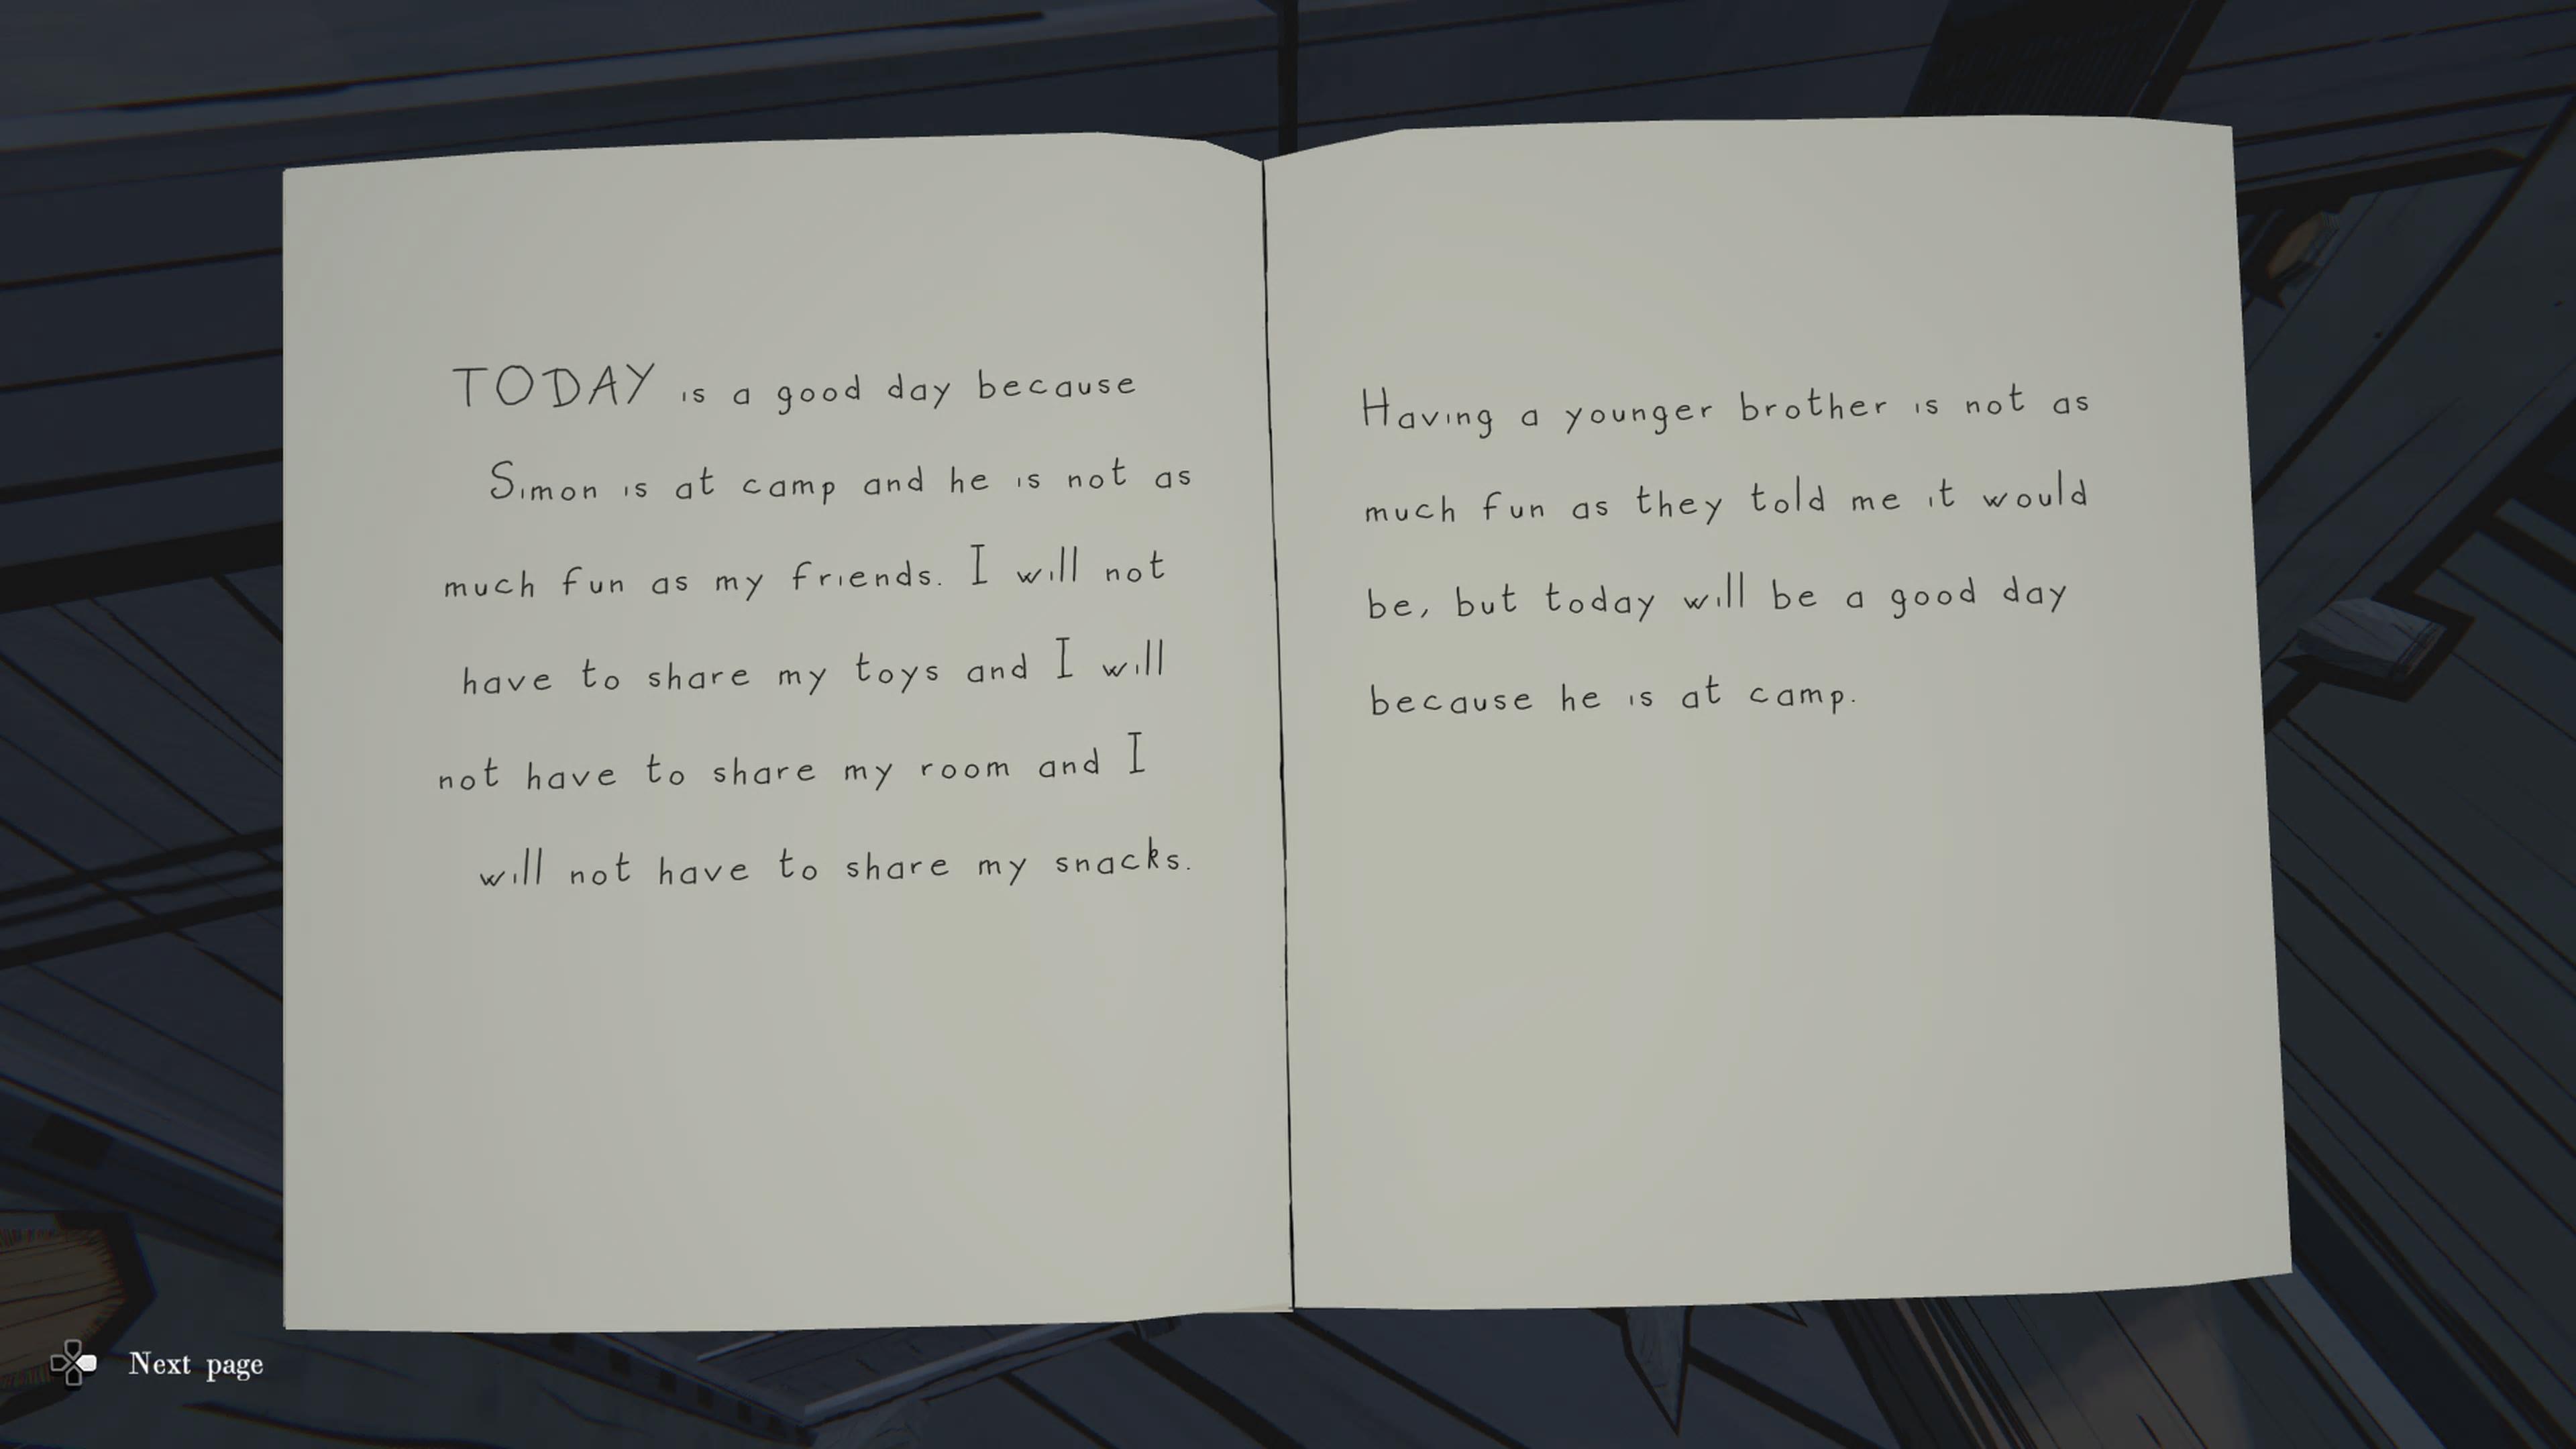 TODAY is a good day because
Simon is at camp and he is not as
much fun as my friends. I will not
have to share my toys and I will
not have to share my room and I
will not have to share my snacks.
Having a younger brother is not as
much fun as they told me it would
be, but today will be a good day
because he is at camp.
Next page